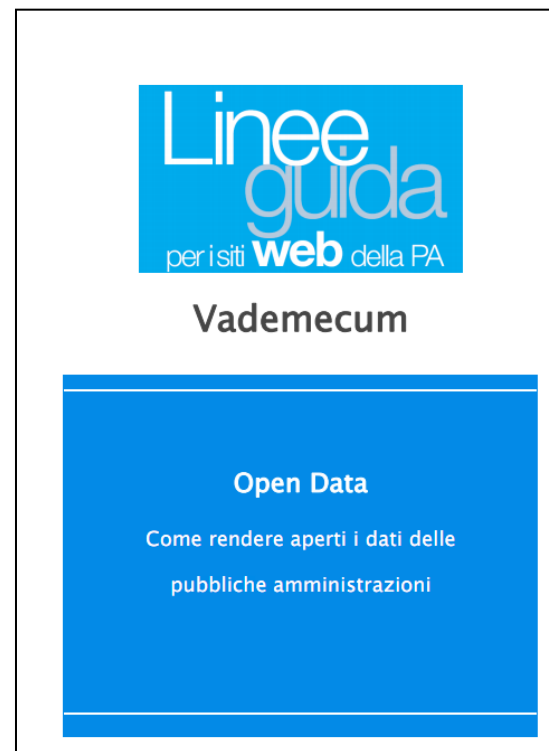 Linee
guida
per i siti web della PA
Vademecum
Open Data
Come rendere aperti i dati delle
pubbliche amministrazioni